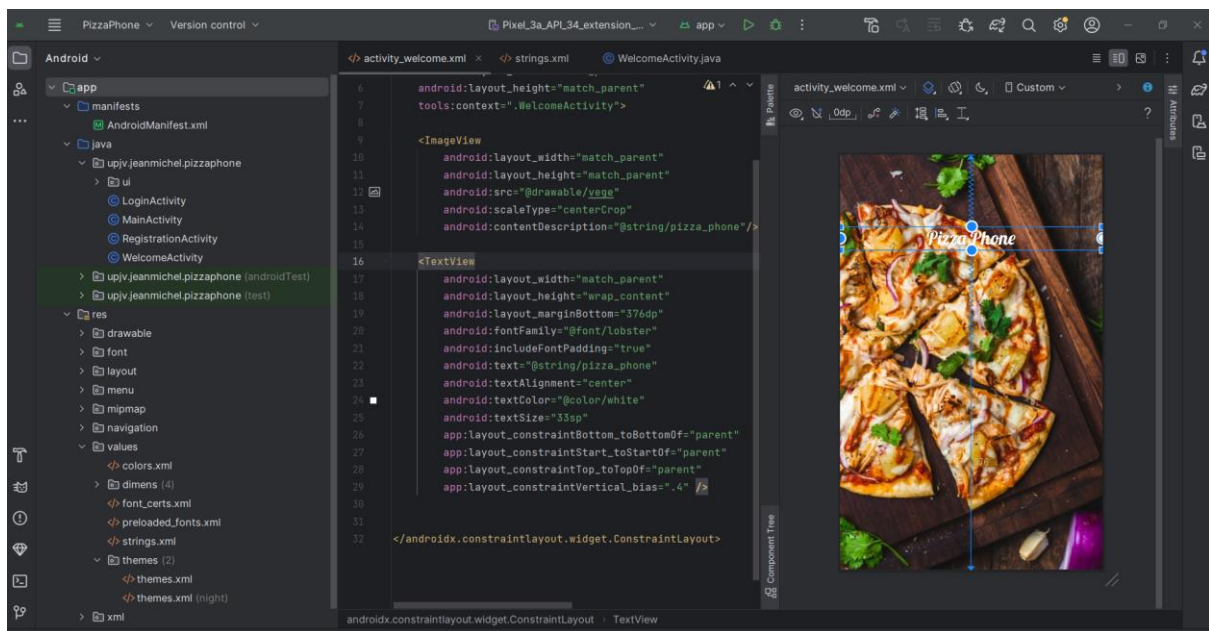 PizzaPhone
Version control
Pixel_3a_API_34_extension_...
app
Android
activity_welcome.xml
strings.xml
WelcomeActivity.java
app
manifests
AndroidManifest.xml
java
upjv.jeanmichel.pizzaphone
ui
LoginActivity
MainActivity
RegistrationActivity
WelcomeActivity
upjv.jeanmichel.pizzaphone (androidTest)
upjv.jeanmichel.pizzaphone (test)
res
drawable
font
layout
menu
mipmap
navigation
values
colors.xml
dimens (4)
font_certs.xml
preloaded_fonts.xml
strings.xml
themes (2)
themes.xml
themes.xml (night)
xml
6 android:layout_height="match_parent"
7 tools:context=".WelcomeActivity">
8
9 <ImageView
10 android:layout_width="match_parent"
11 android:layout_height="match_parent"
12 android:src="@drawable/vege"
13 android:scaleType="centerCrop"
14 android:contentDescription="@string/pizza_phone"/>
15
16 <TextView
17 android:layout_width="match_parent"
18 android:layout_height="wrap_content"
19 android:layout_marginBottom="376dp"
20 android:fontFamily="@font/lobster"
21 android:includeFontPadding="true"
22 android:text="@string/pizza_phone"
23 android:textAlignment="center"
24 android:textColor="@color/white"
25 android:textSize="33sp"
26 app:layout_constraintBottom_toBottomOf="parent"
27 app:layout_constraintStart_toStartOf="parent"
28 app:layout_constraintTop_toTopOf="parent"
29 app:layout_constraintVertical_bias=".4" />
30
31
32 </androidx.constraintlayout.widget.ConstraintLayout>
1
androidx.constraintlayout.widget.ConstraintLayout › TextView
Palette
Component Tree
activity_welcome.xml
Custom
0dp
Pizza Phone
Attributes